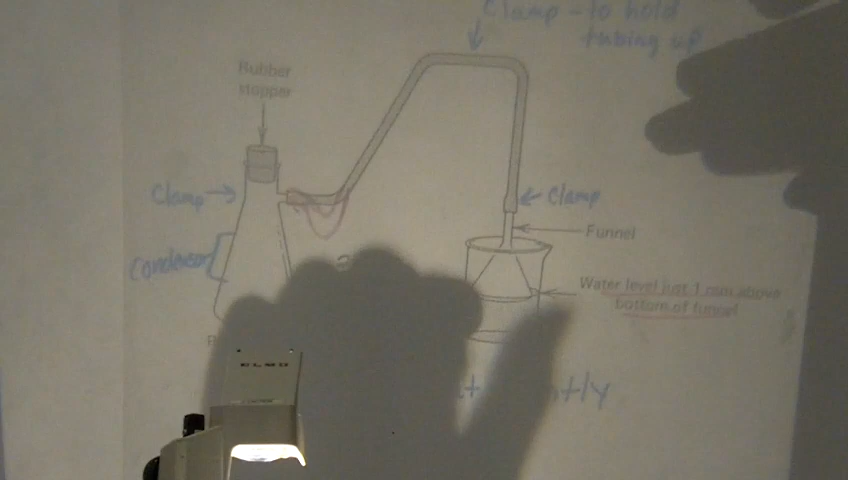 Clamp - to hold
tubing up
Rubber
stopper
Clamp
Clamp
Funnel
Condenser
Water level just 1 mm above
bottom of funnel
ELMO